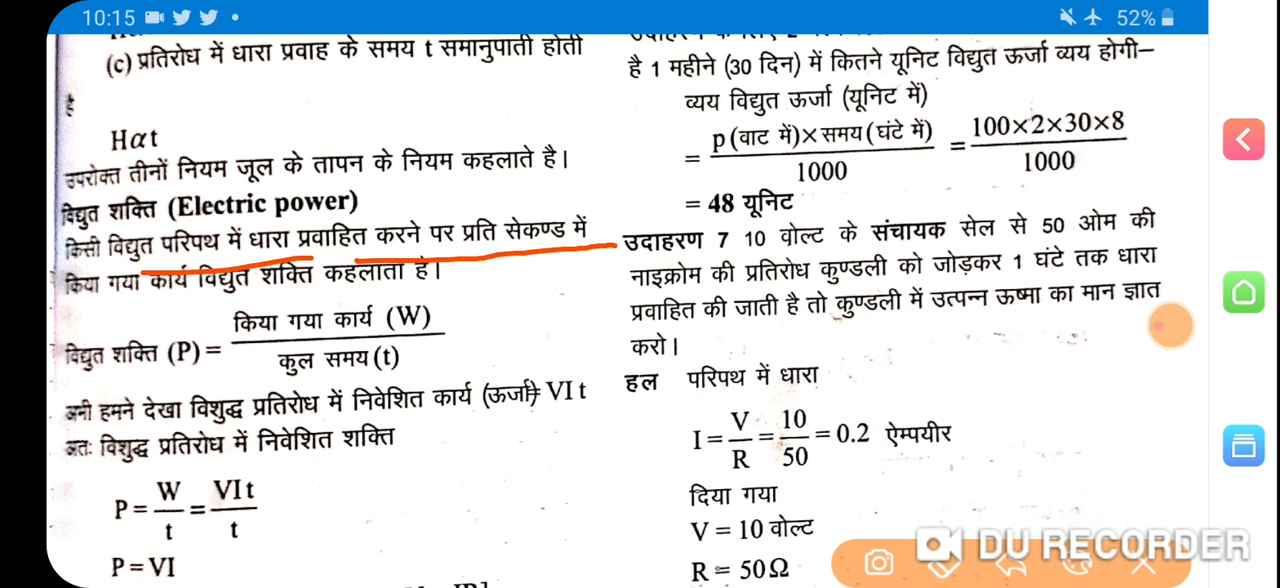 10:15
52%
(c) प्रतिरोध में धारा प्रवाह के समय t समानुपाती होती
है
Hαt
उपरोक्त तीनों नियम जूल के तापन के नियम कहलाते है।
विद्युत शक्ति (Electric power)
किसी विद्युत परिपथ में धारा प्रवाहित करने पर प्रति सेकण्ड में
किया गया कार्य विद्युत शक्ति कहलाता है।
विद्युत शक्ति (P) = किया गया कार्य (W) / कुल समय (t)
अभी हमने देखा विशुद्ध प्रतिरोध में निवेशित कार्य (ऊर्जा)- VI t
अतः विशुद्ध प्रतिरोध में निवेशित शक्ति
P = W/t = VI t/t
P = VI
है 1 महीने (30 दिन) में कितने यूनिट विद्युत ऊर्जा व्यय होगी–
व्यय विद्युत ऊर्जा (यूनिट में)
= p (वाट में) × समय (घंटे में) / 1000 = 100×2×30×8 / 1000
= 48 यूनिट
उदाहरण 7 10 वोल्ट के संचायक सेल से 50 ओम की
नाइक्रोम की प्रतिरोध कुण्डली को जोड़कर 1 घंटे तक धारा
प्रवाहित की जाती है तो कुण्डली में उत्पन्न ऊष्मा का मान ज्ञात
करो।
हल परिपथ में धारा
I = V/R = 10/50 = 0.2 ऐम्पयीर
दिया गया
V = 10 वोल्ट
R = 50Ω
DU RECORDER